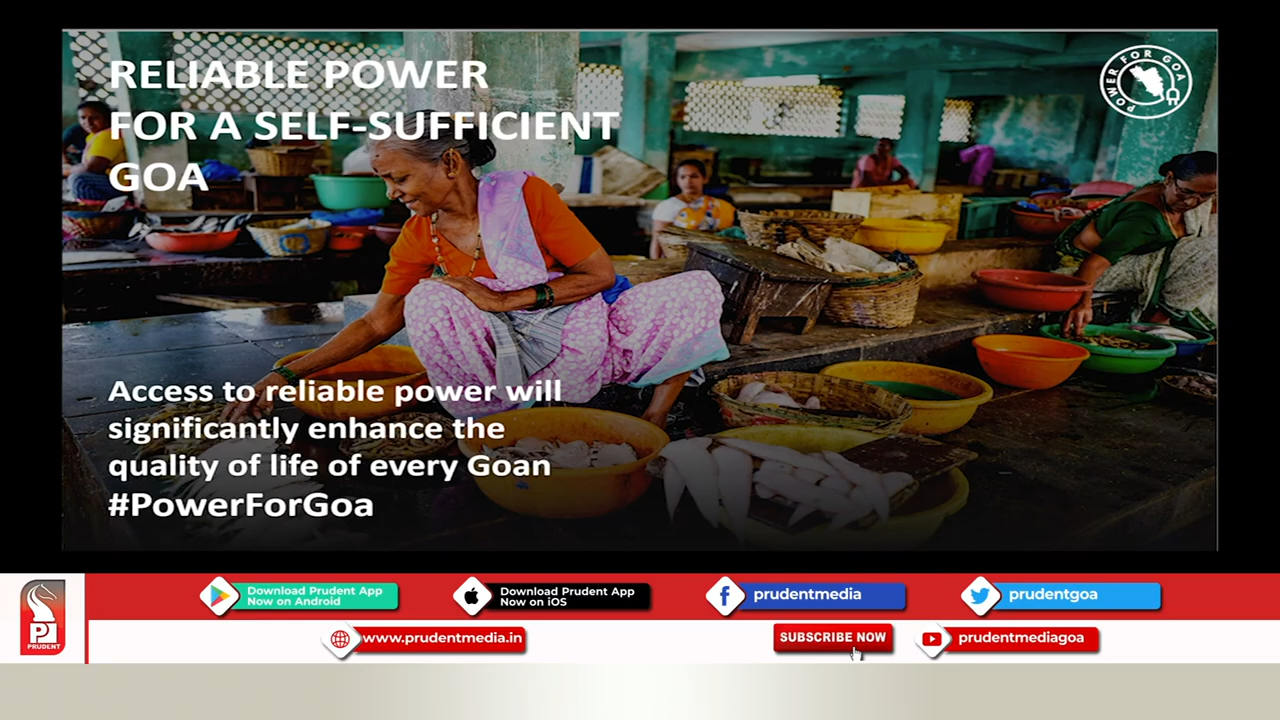 RELIABLE POWER
FOR A SELF-SUFFICIENT
GOA
POWER FOR GOA
Access to reliable power will
significantly enhance the
quality of life of every Goan
#PowerForGoa
PRUDENT
Download Prudent App
Now on Android
Download Prudent App
Now on iOS
prudentmedia
prudentgoa
www.prudentmedia.in
SUBSCRIBE NOW
prudentmediagoa